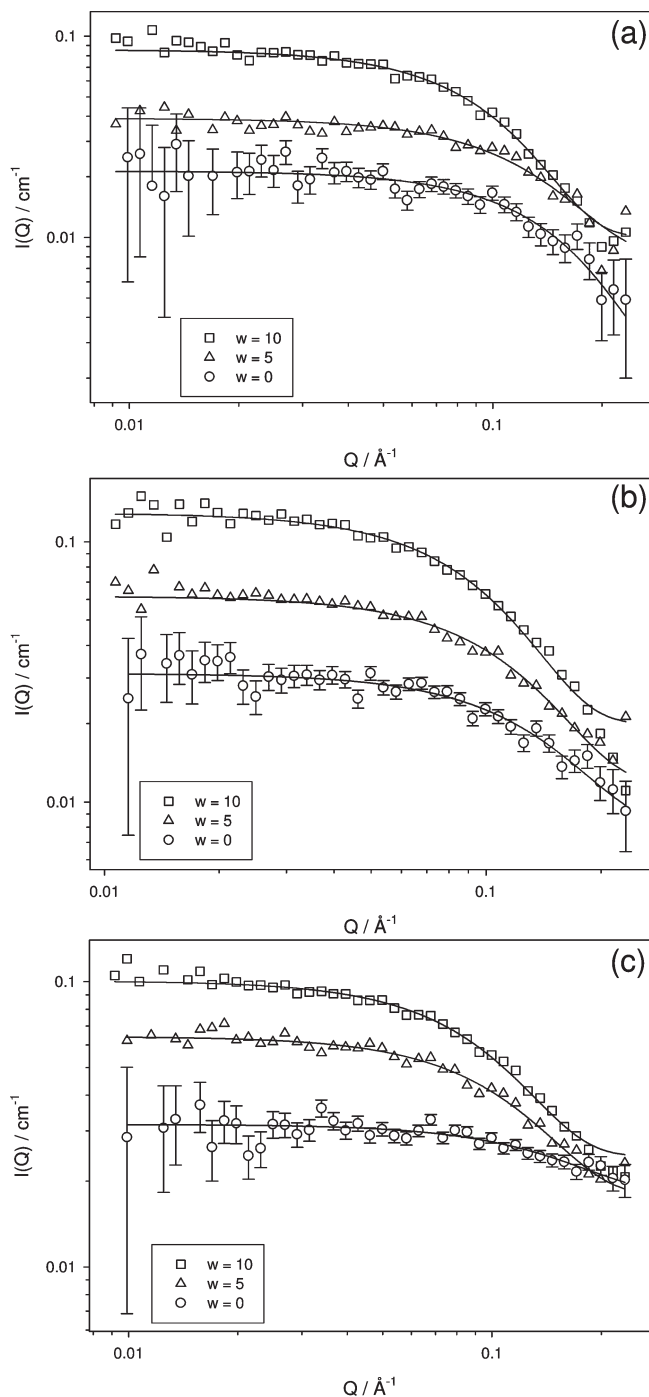 (a)
0.1
0.01
I(Q) / cm⁻¹
w = 10
w = 5
w = 0
0.01
0.1
Q / Å⁻¹
(b)
0.1
0.01
I(Q) / cm⁻¹
w = 10
w = 5
w = 0
0.01
0.1
Q / Å⁻¹
(c)
0.1
0.01
I(Q) / cm⁻¹
w = 10
w = 5
w = 0
0.01
0.1
Q / Å⁻¹